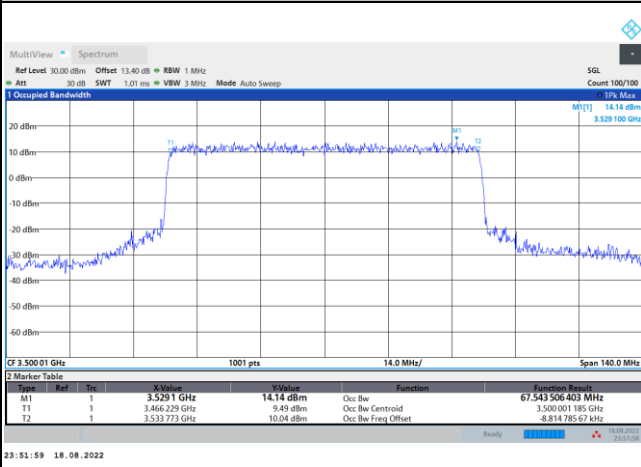 MultiView Spectrum
Ref Level 30.00 dBm Offset 13.40 dB RBW 1 MHz SGL
Att 30 dB SWT 1.01 ms VBW 3 MHz Mode Auto Sweep Count 100/100
1 Occupied Bandwidth 1Pk Max
M1[1] 14.14 dBm
3.529 100 GHz
M1
T1 T2
20 dBm
10 dBm
0 dBm
-10 dBm
-20 dBm
-30 dBm
-40 dBm
-50 dBm
-60 dBm
CF 3.500 01 GHz 1001 pts 14.0 MHz/ Span 140.0 MHz
2 Marker Table
Type Ref Trc X-Value Y-Value Function Function Result
M1 1 3.529 1 GHz 14.14 dBm Occ Bw 67.543 506 403 MHz
T1 1 3.466 229 GHz 9.49 dBm Occ Bw Centroid 3.500 001 185 GHz
T2 1 3.533 773 GHz 10.04 dBm Occ Bw Freq Offset -8.814 785 67 kHz
Ready 18.08.2022
23:51:58
23:51:59 18.08.2022